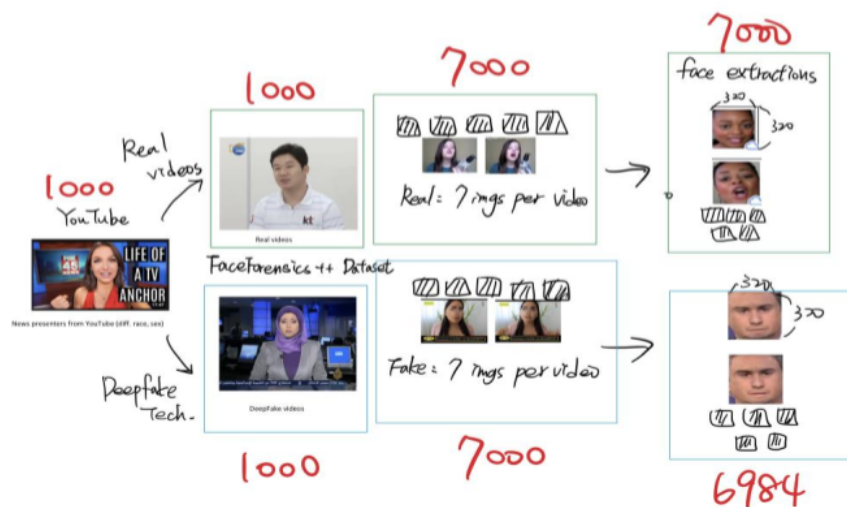 7000
7000
face extractions
1000
320
320
Real
videos
1000
YouTube
Real = 7 imgs per video
kt
Real videos
LIFE OF
A TV
ANCHOR
NEWS
FaceForensics++ Dataset
News presenters from YouTube (diff. race, sex)
320
320
Fake = 7 imgs per video
Deepfake
Tech.
DeepFake videos
1000
7000
6984